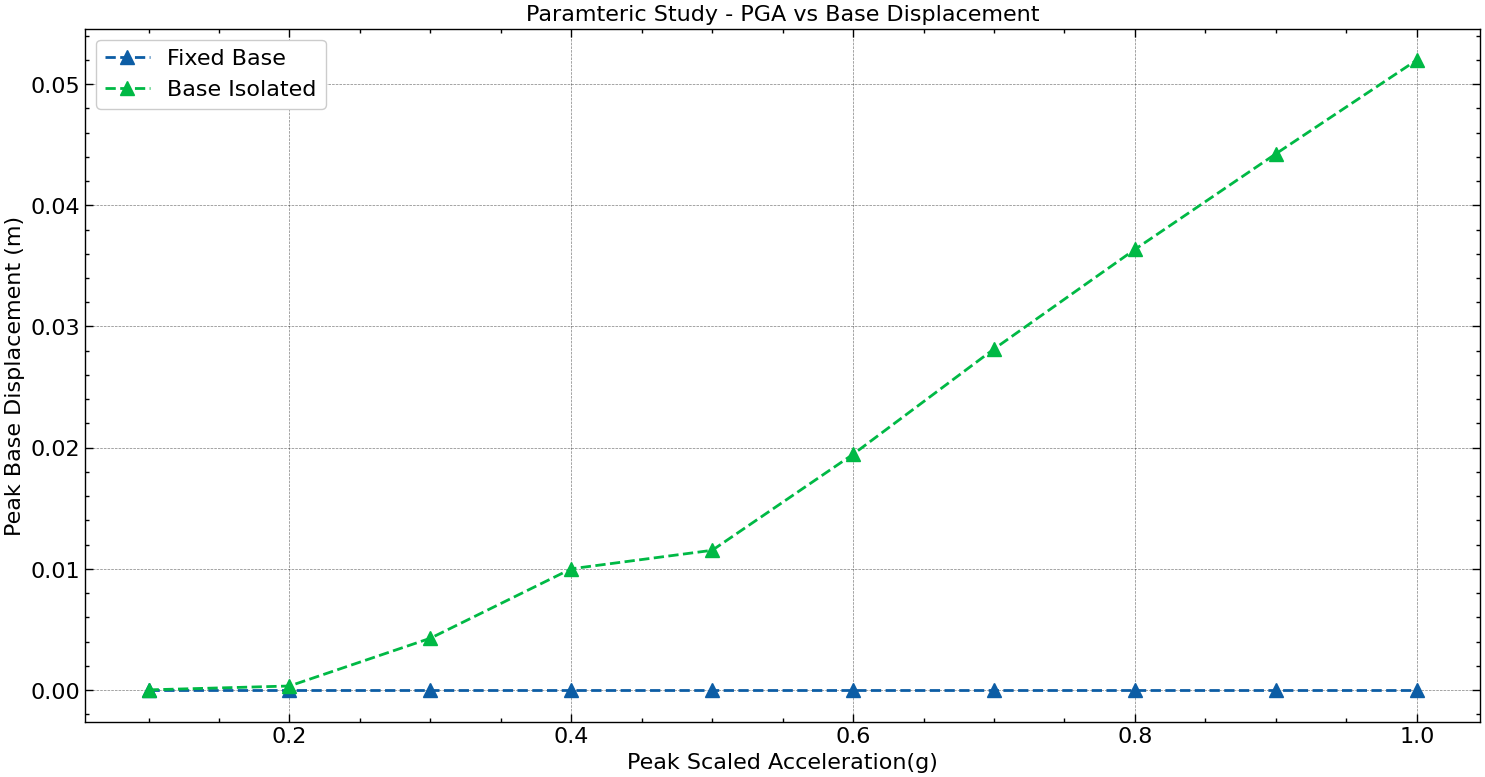 Paramteric Study - PGA vs Base Displacement
Fixed Base
Base Isolated
Peak Base Displacement (m)
0.05
0.04
0.03
0.02
0.01
0.00
0.2
0.4
0.6
0.8
1.0
Peak Scaled Acceleration(g)